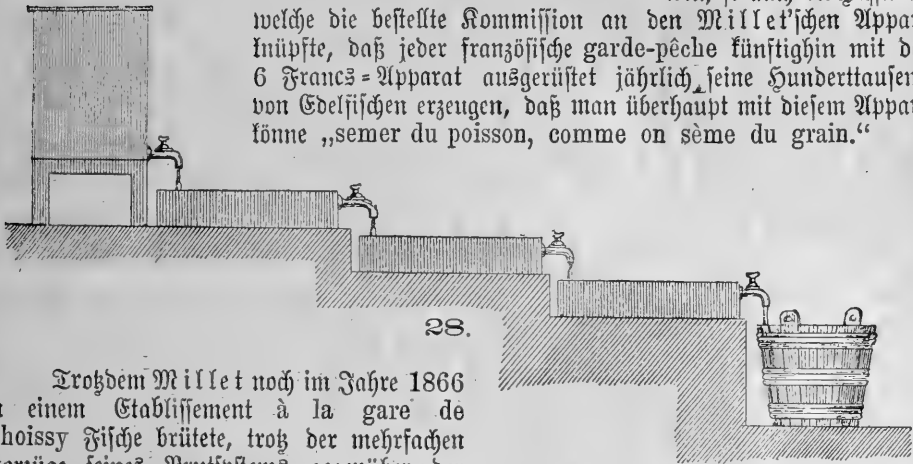 welche die bestellte Kommission an den Millet'schen Appar
knüpfte, daß jeder französische garde-pêche künftighin mit d
6 Francs-Apparat ausgerüstet jährlich seine Hunderttausen
von Edelfischen erzeugen, daß man überhaupt mit diesem Appar
könne „semer du poisson, comme on sème du grain.“
28.
Trotzdem Millet noch im Jahre 1866
einem Etablissement à la gare de
hoissy Fische brütete, trotz der mehrfachen